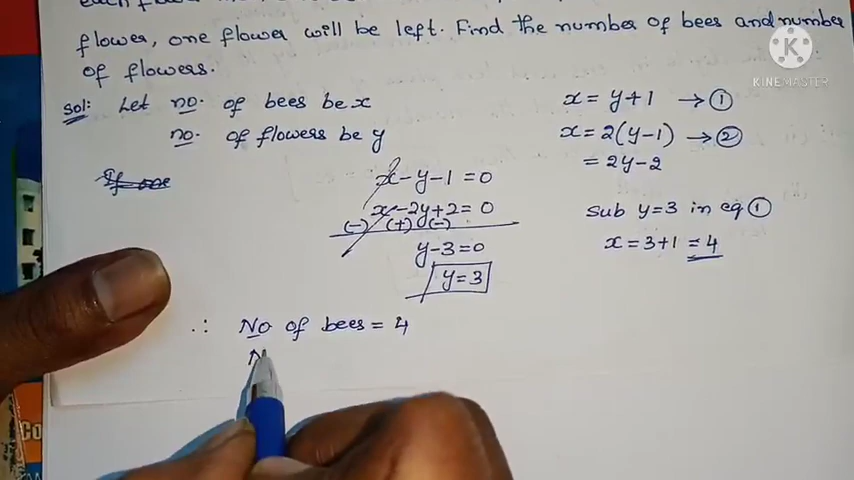 flower, one flower will be left. Find the number of bees and number
of flowers.
Sol: Let no. of bees be x
no. of flowers be y
x - y - 1 = 0
x - 2y + 2 = 0
(-) (+) (-)
y - 3 = 0
y = 3
x = y + 1 → ①
x = 2(y - 1) → ②
= 2y - 2
Sub y = 3 in eq ①
x = 3 + 1 = 4
∴ No of bees = 4
N
K
KINEMASTER